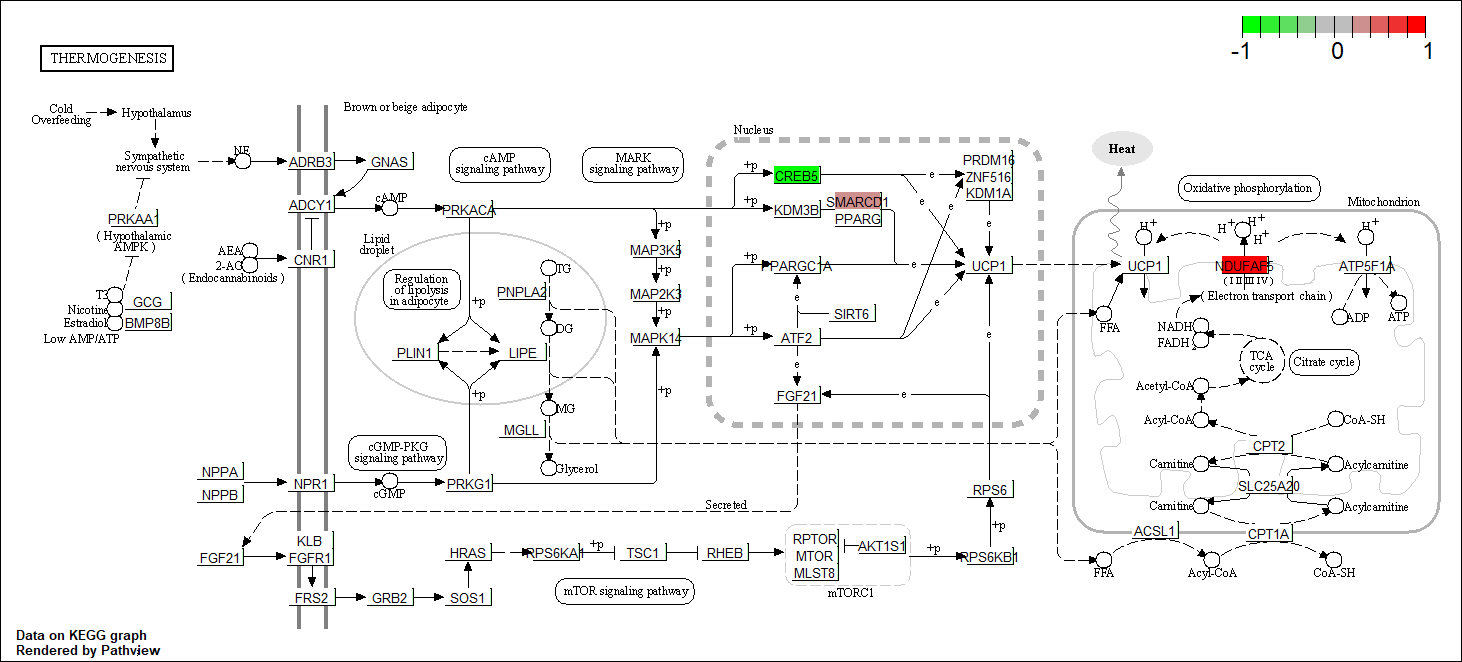 THERMOGENESIS
-1
0
1
Cold
Overfeeding
Hypothalamus
Sympathetic
nervous system
PRKAA1
( Hypothalamic
AMPK )
T3
Nicotine
Estradiol
Low AMP/ATP
GCG
BMP8B
NE
AEA
2-AG
( Endocannabinoids )
Brown or beige adipocyte
ADRB3
GNAS
ADCY1
cAMP
CNR1
cAMP
signaling pathway
MARK
signaling pathway
PRKACA
Lipid
droplet
Regulation
of lipolysis
in adipocyte
+p
PLIN1
LIPE
+p
TG
PNPLA2
DG
MG
MGLL
Glycerol
+p
MAP3K5
+p
MAP2K3
+p
MAPK14
+p
cGMP-PKG
signaling pathway
NPPA
NPPB
NPR1
cGMP
PRKG1
Nucleus
+p
CREB5
+p
KDM3B
SMARCD1
PPARG
+p
PPARGC1A
SIRT6
+p
ATF2
e
FGF21
e
e
e
e
e
e
e
e
e
PRDM16
ZNF516
KDM1A
UCP1
Secreted
FGF21
KLB
FGFR1
FRS2
GRB2
SOS1
HRAS
RPS6KA1
+p
TSC1
RHEB
mTOR signaling pathway
RPTOR
MTOR
MLST8
AKT1S1
mTORC1
+p
RPS6KB1
+p
RPS6
Heat
Oxidative phosphorylation
Mitochondrion
H+
H+
H+
H+
H+
UCP1
NDUFAF5
( I II III IV )
( Electron transport chain )
ATP5F1A
ADP
ATP
FFA
NADH
FADH2
TCA
cycle
Citrate cycle
Acetyl-CoA
Acyl-CoA
CoA-SH
CPT2
Carnitine
Acylcarnitine
SLC25A20
Carnitine
Acylcarnitine
ACSL1
CPT1A
FFA
Acyl-CoA
CoA-SH
Data on KEGG graph
Rendered by Pathview